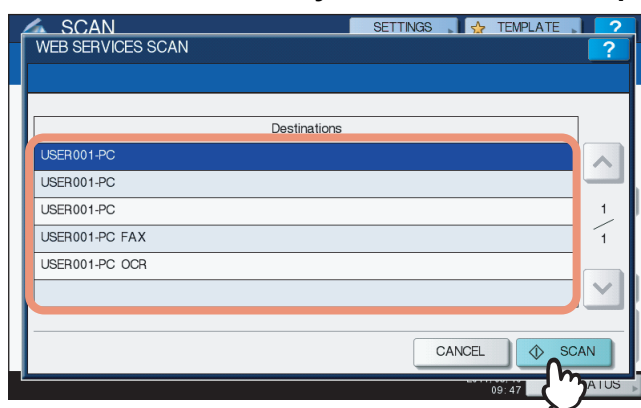 SCAN
SETTINGS
TEMPLATE
?
WEB SERVICES SCAN
?
Destinations
USER001-PC
USER001-PC
USER001-PC
USER001-PC FAX
USER001-PC OCR
1
1
CANCEL
SCAN
09:47